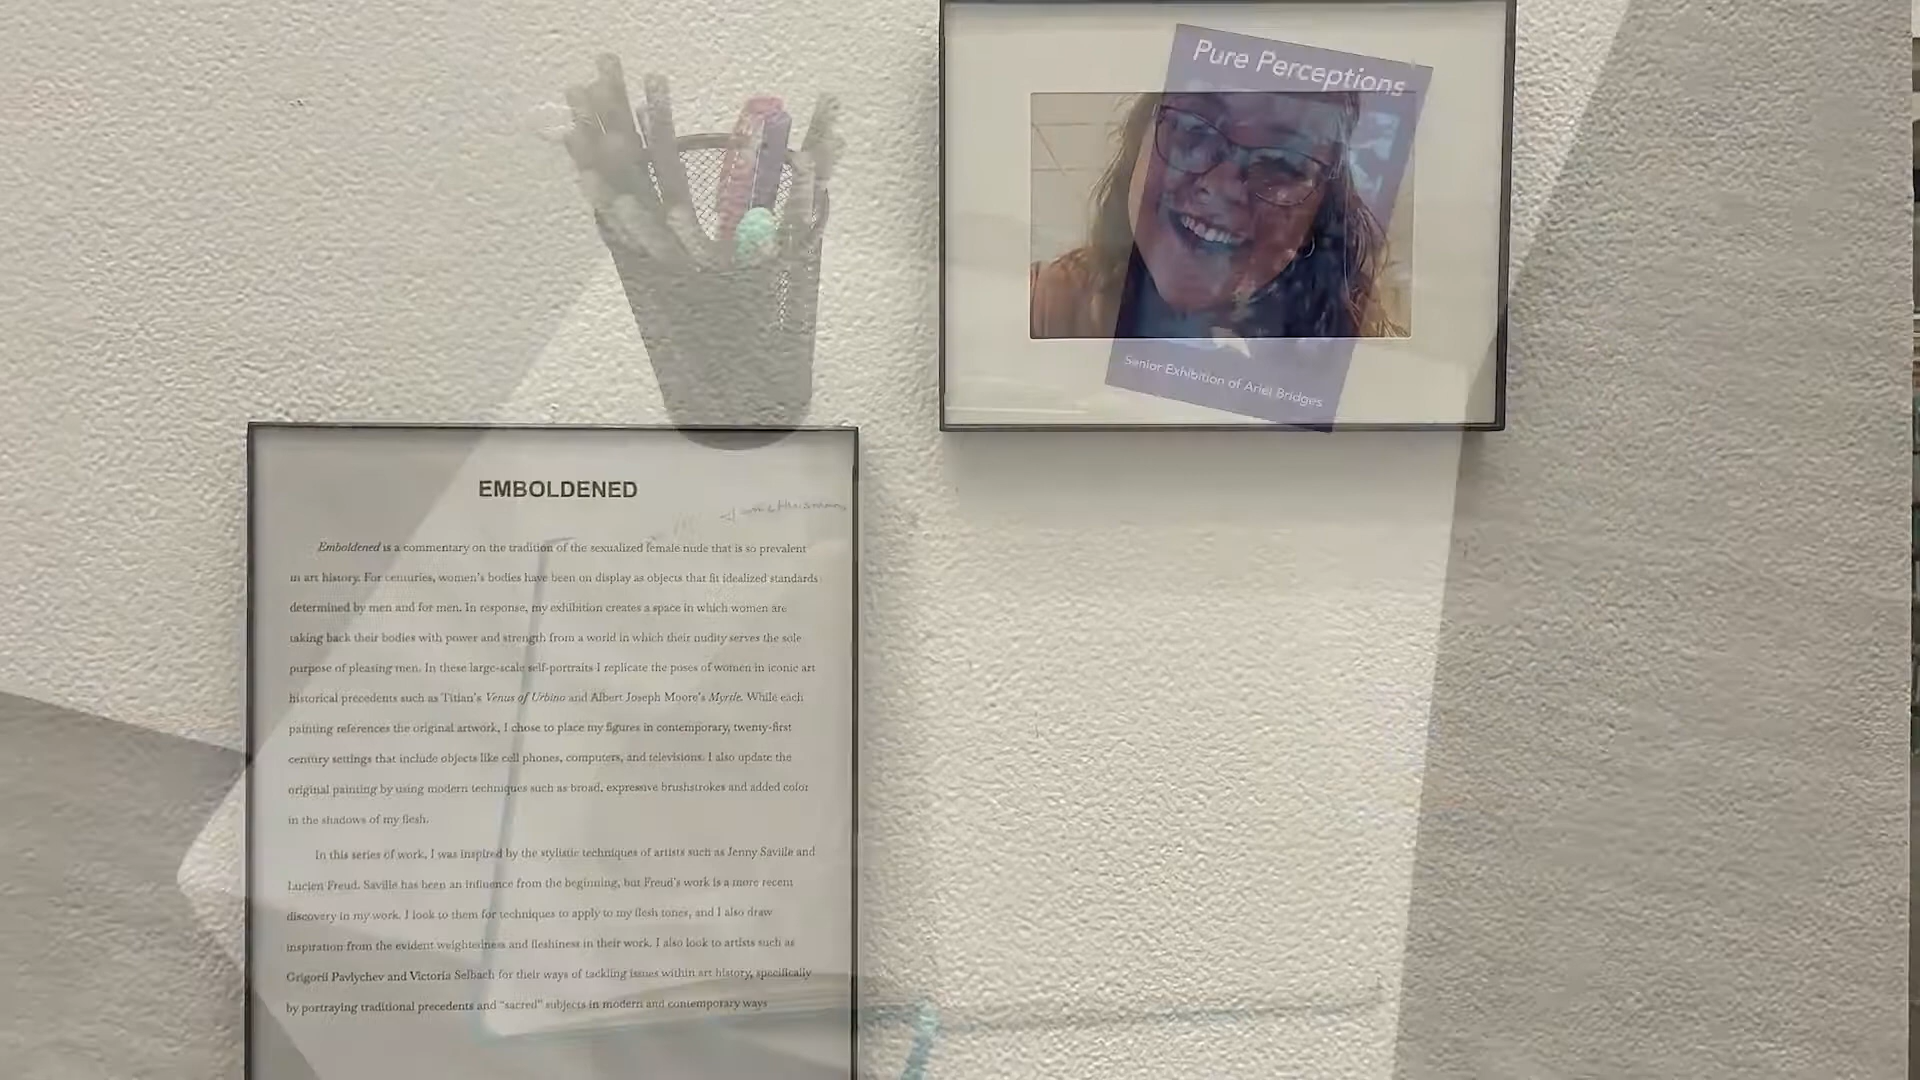 Pure Perceptions
Senior Exhibition of Ariel Bridges
EMBOLDENED
Emboldened is a commentary on the tradition of the sexualized female nude that is so prevalent
in art history. For centuries, women's bodies have been on display as objects that fit idealized standards
determined by men and for men. In response, my exhibition creates a space in which women are
taking back their bodies with power and strength from a world in which their nudity serves the sole
purpose of pleasing men. In these large-scale self-portraits I replicate the poses of women in iconic art
historical precedents such as Titian's Venus of Urbino and Albert Joseph Moore's Myrtle. While each
painting references the original artwork, I chose to place my figures in contemporary, twenty-first
century settings that include objects like cell phones, computers, and televisions. I also update the
original painting by using modern techniques such as broad, expressive brushstrokes and added color
in the shadows of my flesh.
In this series of work, I was inspired by the stylistic techniques of artists such as Jenny Saville and
Lucien Freud. Saville has been an influence from the beginning, but Freud's work is a more recent
discovery in my work. I look to them for techniques to apply to my flesh tones, and I also draw
inspiration from the evident weightedness and fleshiness in their work. I also look to artists such as
Grigorii Pavlychev and Victoria Selbach for their ways of tackling issues within art history, specifically
by portraying traditional precedents and "sacred" subjects in modern and contemporary ways